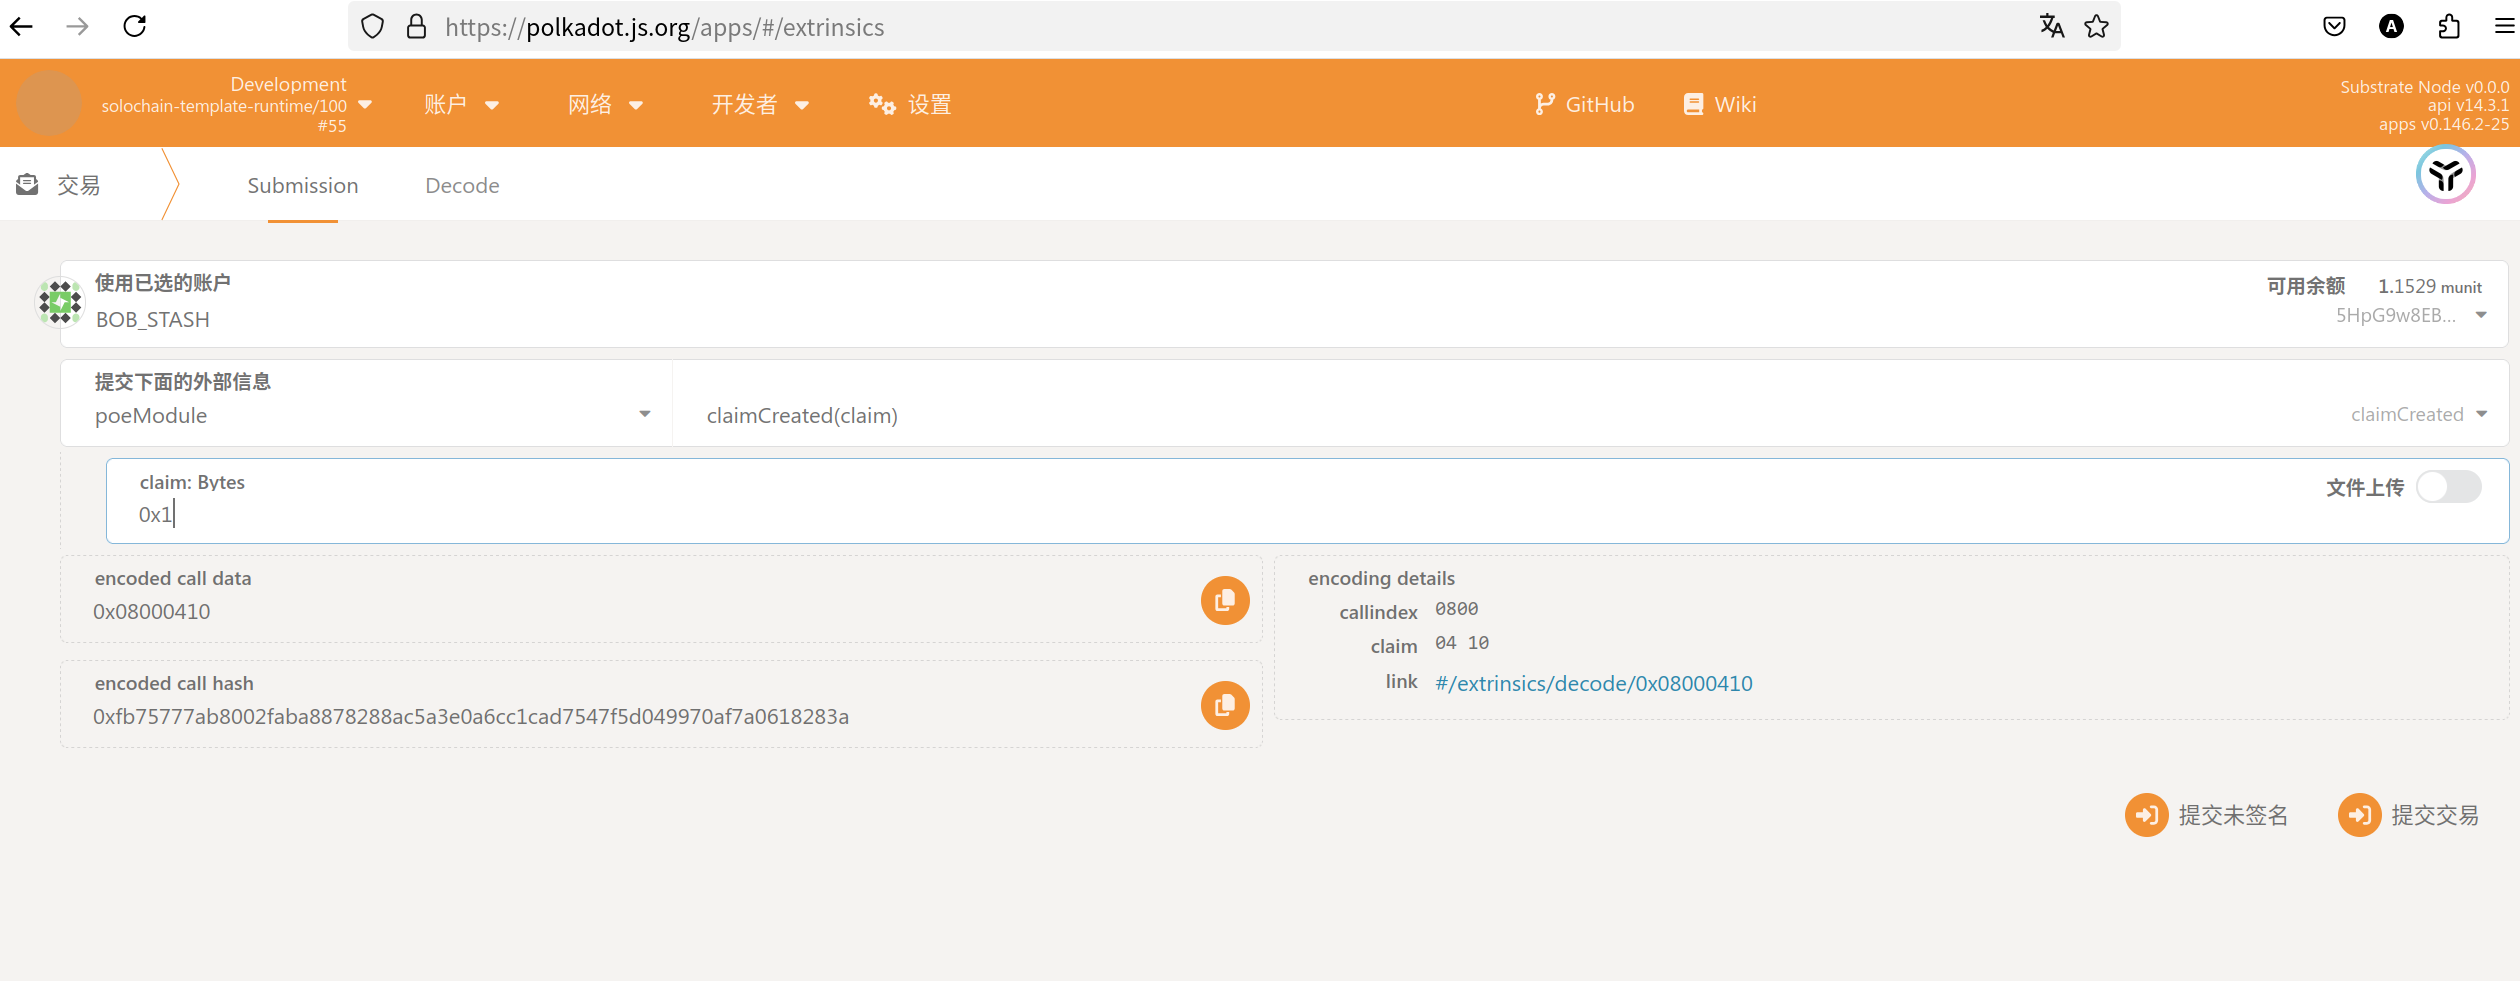 https://polkadot.js.org/apps/#/extrinsics
A
Development
solochain-template-runtime/100
#55
账户
网络
开发者
设置
GitHub
Wiki
Substrate Node v0.0.0
api v14.3.1
apps v0.146.2-25
交易
Submission
Decode
使用已选的账户
BOB_STASH
可用余额 1.1529 munit
5HpG9w8EB...
提交下面的外部信息
poeModule
claimCreated(claim)
claimCreated
claim: Bytes
0x1
文件上传
encoded call data
0x08000410
encoded call hash
0xfb75777ab8002faba8878288ac5a3e0a6cc1cad7547f5d049970af7a0618283a
encoding details
callindex 0800
claim 04 10
link #/extrinsics/decode/0x08000410
提交未签名
提交交易